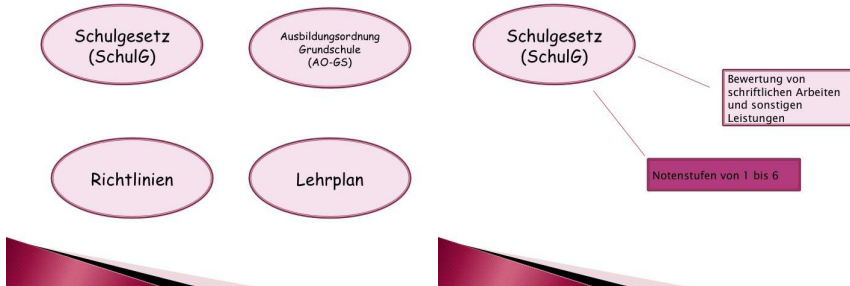 Schulgesetz
(SchulG)
Ausbildungsordnung
Grundschule
(AO-GS)
Richtlinien
Lehrplan
Schulgesetz
(SchulG)
Bewertung von
schriftlichen Arbeiten
und sonstigen
Leistungen
Notenstufen von 1 bis 6